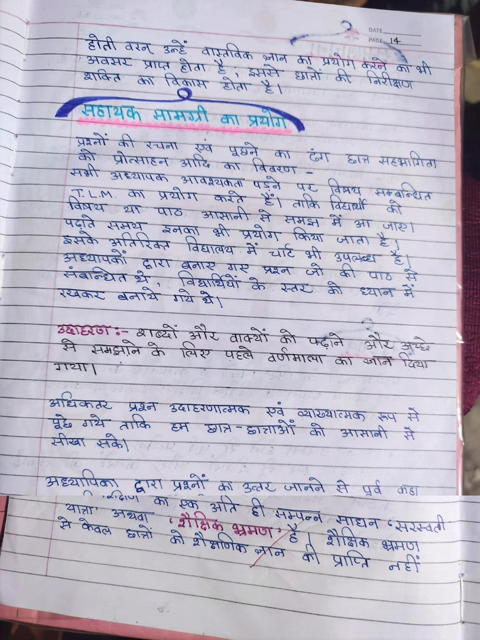 DATE
PAGE 14
होती वरन् उन्हें वास्तविक ज्ञान का प्रयोग करने का भी
अवसर प्राप्त होता है, इससे छात्रों की निरीक्षण
शक्ति का विकास होता है।
सहायक सामग्री का प्रयोग
प्रश्नों की रचना एवं पूछने का ढंग छात्र सहभागिता
को प्रोत्साहन आदि का विवरण -
सभी अध्यापक आवश्यकता पड़ने पर विषय सम्बन्धित
T.L.M. का प्रयोग करते हैं। ताकि विद्यार्थी को
विषय या पाठ आसानी से समझ में आ जाए।
पढ़ाते समय इनका भी प्रयोग किया जाता है।
इसके अतिरिक्त विद्यालय में चार्ट भी उपलब्ध है।
अध्यापकों द्वारा बनाए गए प्रश्न जो की पाठ से
संबान्धित थे, विद्यार्थियों के स्तर को ध्यान में
रखकर बनाये गये थे।
उदाहरण:- शब्दों और वाक्यों को पढ़ाने और अच्छे
से समझाने के लिए पहले वर्णमाला का ज्ञान दिया
गया।
अधिकतर प्रश्न उदाहरणात्मक एवं व्याख्यात्मक रूप से
पूछे गये ताकि हम छात्र-छात्राओं को आसानी से
सीखा सके।
अध्यापिका द्वारा प्रश्नों का उत्तर जानने से पूर्व कक्षा
का एक अति ही सम्पन्न साधन 'सरस्वती
यात्रा' अथवा 'शैक्षिक भ्रमण' है। शैक्षिक भ्रमण
से केवल छात्रों को शैक्षणिक ज्ञान की प्राप्ति नहीं